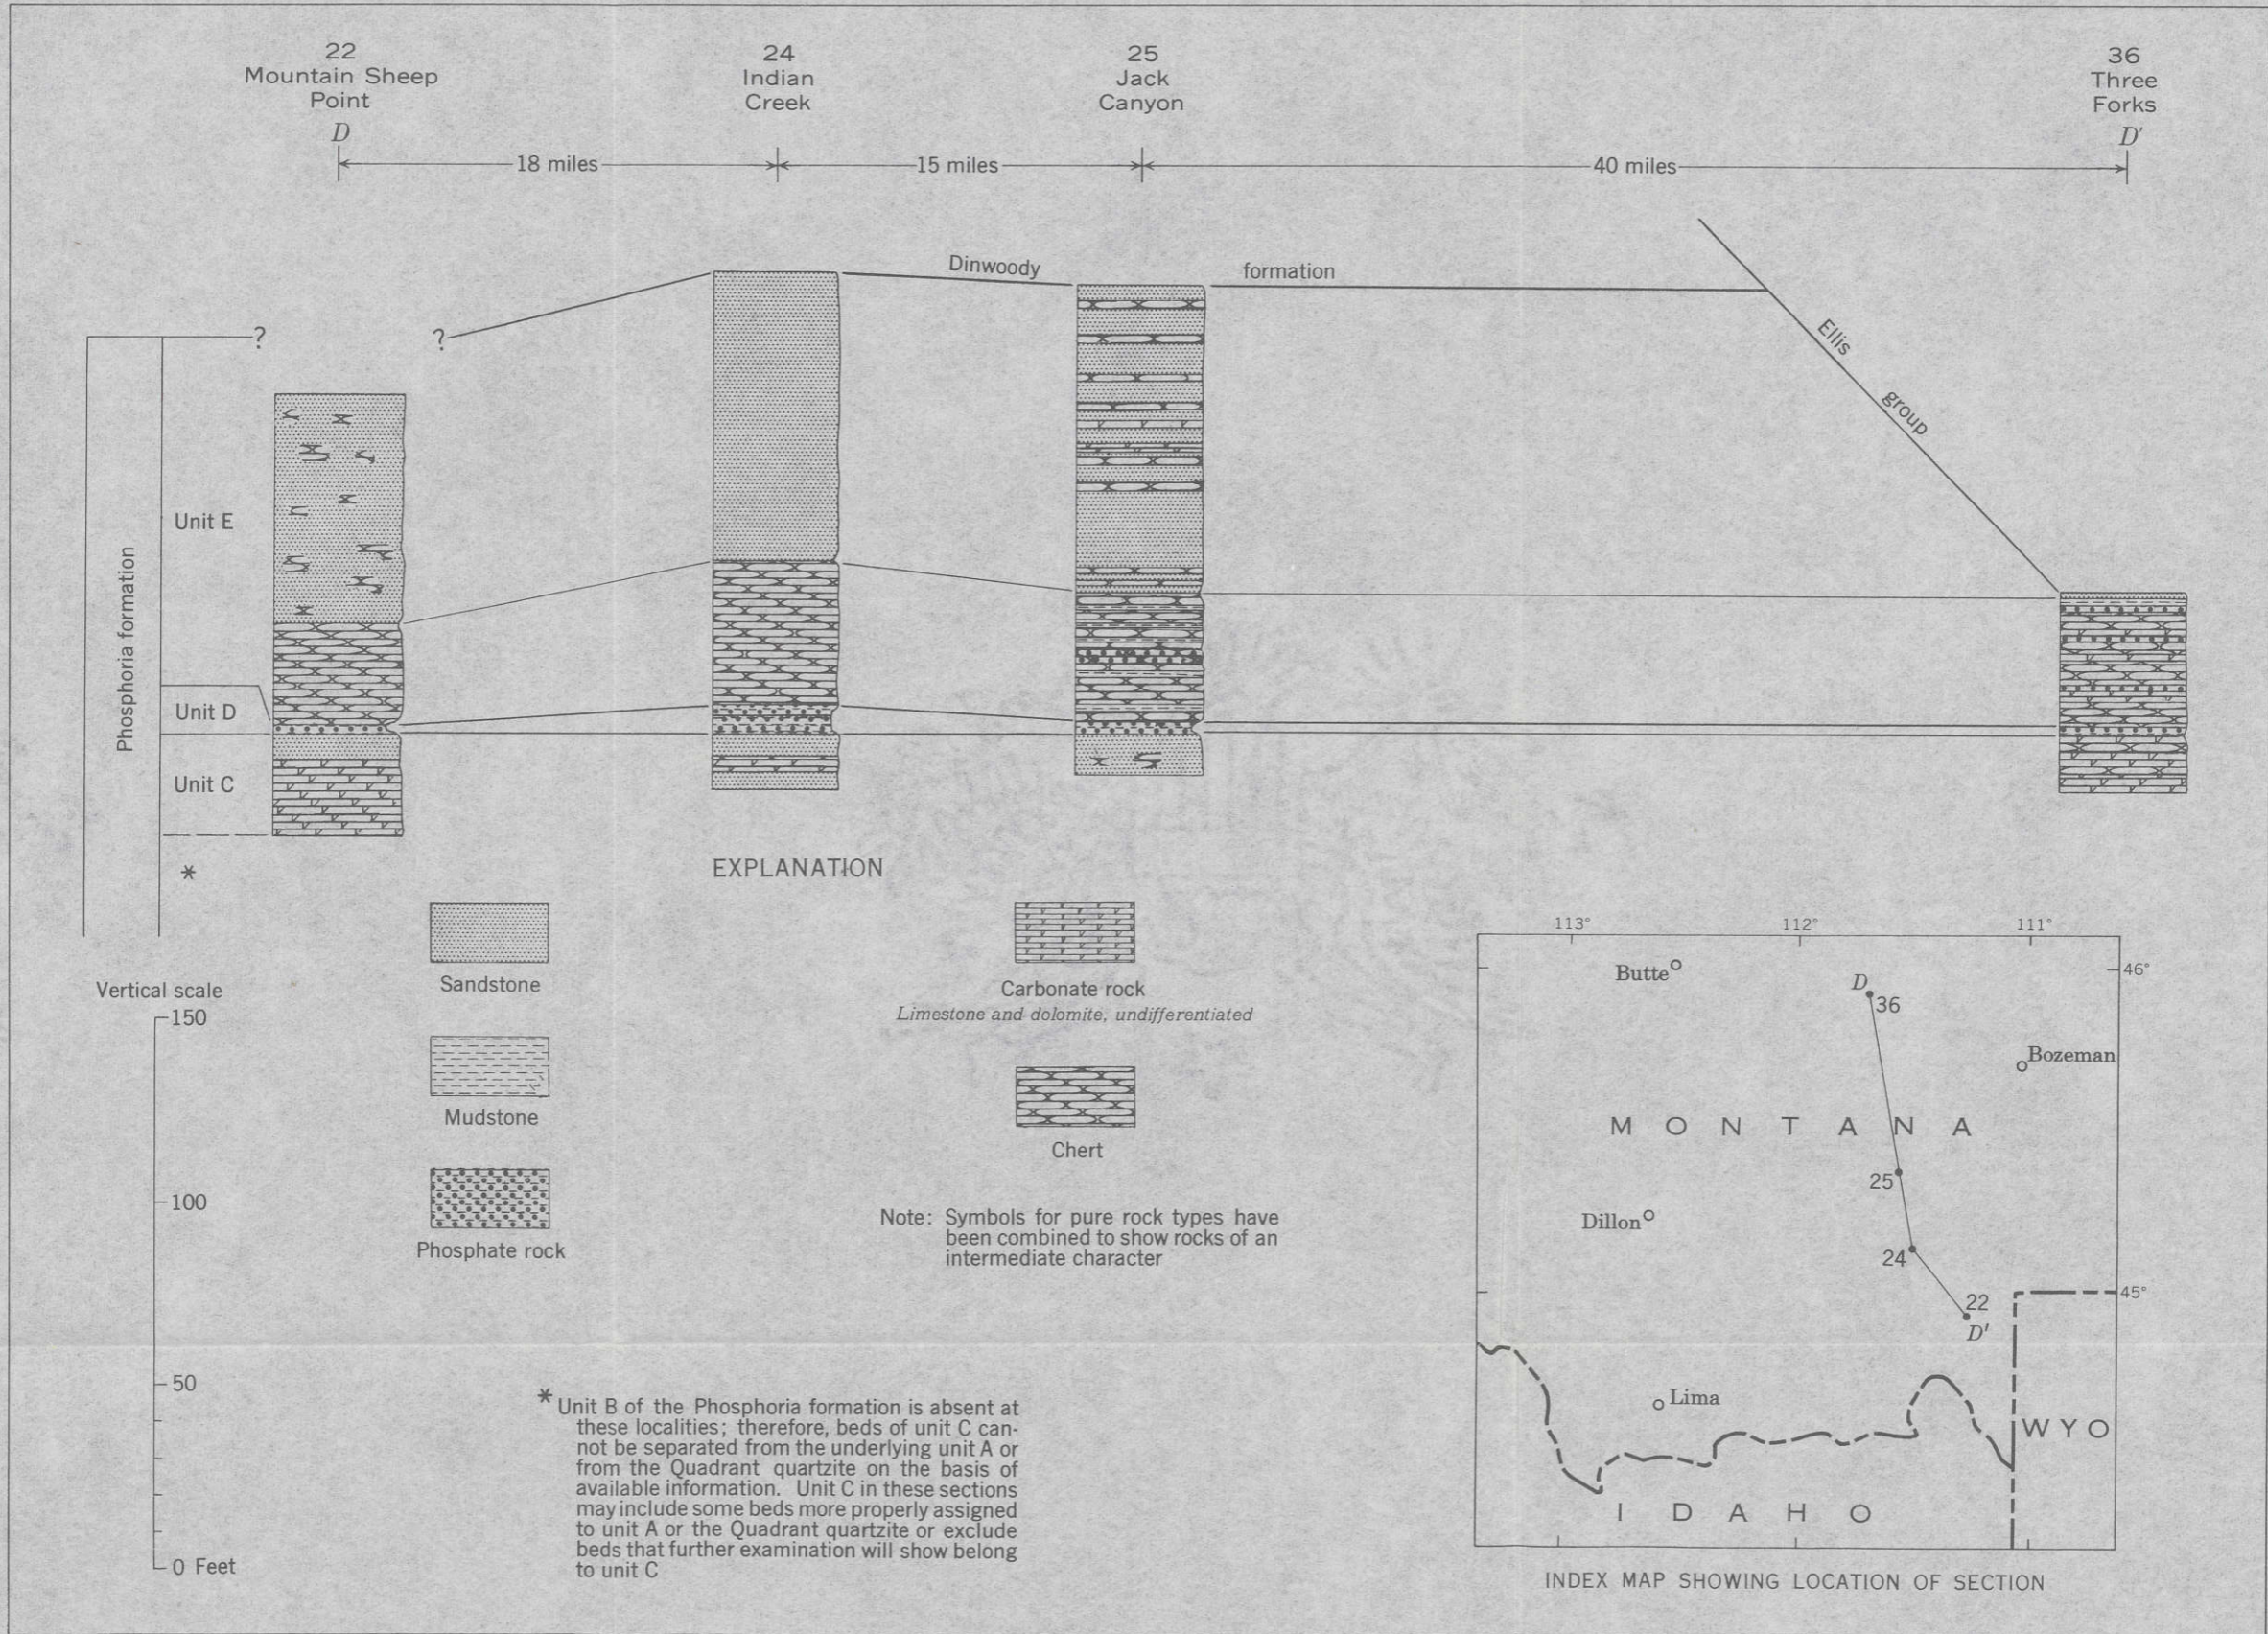 22
Mountain Sheep
Point
D
24
Indian
Creek
25
Jack
Canyon
36
Three
Forks
D′
18 miles
15 miles
40 miles
Dinwoody formation
Ellis group
?
?
Phosphoria formation
Unit E
Unit D
Unit C
*
EXPLANATION
Sandstone
Mudstone
Phosphate rock
Carbonate rock
Limestone and dolomite, undifferentiated
Chert
Note: Symbols for pure rock types have
been combined to show rocks of an
intermediate character
Vertical scale
150
100
50
0 Feet
* Unit B of the Phosphoria formation is absent at
these localities; therefore, beds of unit C can-
not be separated from the underlying unit A or
from the Quadrant quartzite on the basis of
available information. Unit C in these sections
may include some beds more properly assigned
to unit A or the Quadrant quartzite or exclude
beds that further examination will show belong
to unit C
113°
112°
111°
46°
45°
Butte
D
36
Bozeman
MONTANA
25
Dillon
24
22
D′
Lima
WYO
IDAHO
INDEX MAP SHOWING LOCATION OF SECTION